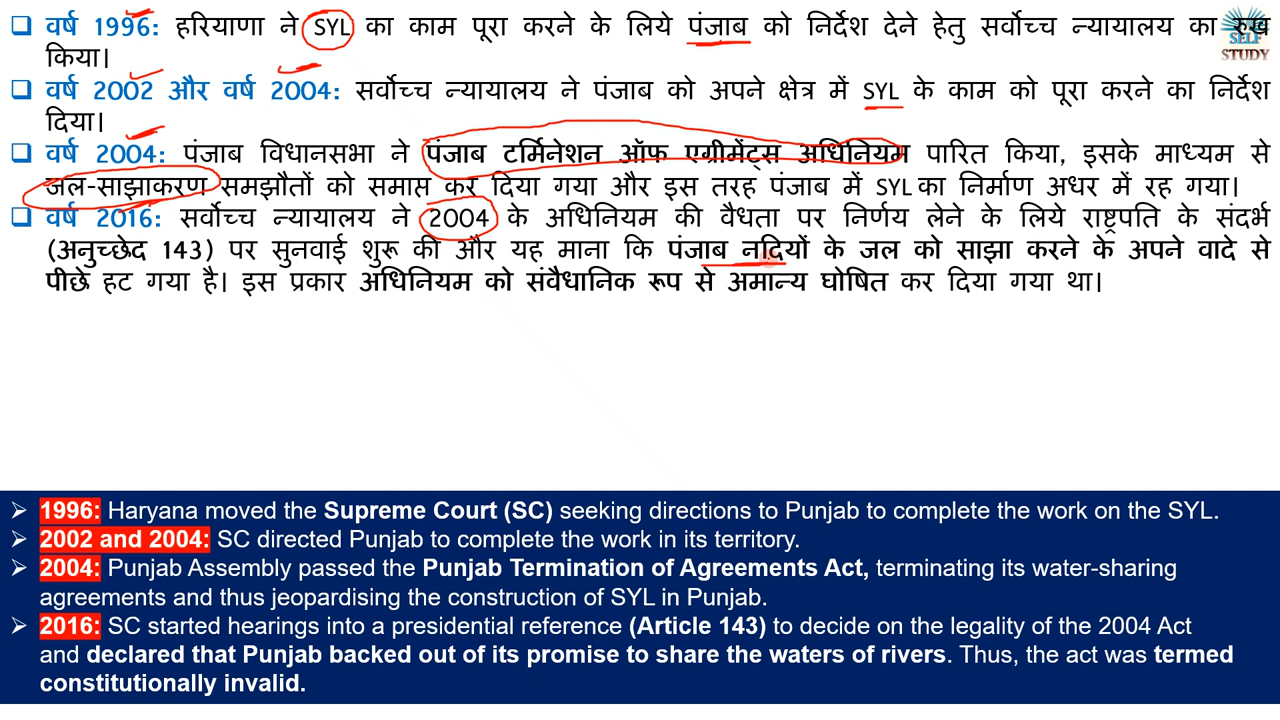 ❑ वर्ष 1996: हरियाणा ने SYL का काम पूरा करने के लिये पंजाब को निर्देश देने हेतु सर्वोच्च न्यायालय का रुख
किया।
❑ वर्ष 2002 और वर्ष 2004: सर्वोच्च न्यायालय ने पंजाब को अपने क्षेत्र में SYL के काम को पूरा करने का निर्देश
दिया।
❑ वर्ष 2004: पंजाब विधानसभा ने पंजाब टर्मिनेशन ऑफ एग्रीमेंट्स अधिनियम पारित किया, इसके माध्यम से
जल-साझाकरण समझौतों को समाप्त कर दिया गया और इस तरह पंजाब में SYL का निर्माण अधर में रह गया।
❑ वर्ष 2016: सर्वोच्च न्यायालय ने 2004 के अधिनियम की वैधता पर निर्णय लेने के लिये राष्ट्रपति के संदर्भ
(अनुच्छेद 143) पर सुनवाई शुरू की और यह माना कि पंजाब नदियों के जल को साझा करने के अपने वादे से
पीछे हट गया है। इस प्रकार अधिनियम को संवैधानिक रूप से अमान्य घोषित कर दिया गया था।
SELF
STUDY
➢ 1996: Haryana moved the Supreme Court (SC) seeking directions to Punjab to complete the work on the SYL.
➢ 2002 and 2004: SC directed Punjab to complete the work in its territory.
➢ 2004: Punjab Assembly passed the Punjab Termination of Agreements Act, terminating its water-sharing
agreements and thus jeopardising the construction of SYL in Punjab.
➢ 2016: SC started hearings into a presidential reference (Article 143) to decide on the legality of the 2004 Act
and declared that Punjab backed out of its promise to share the waters of rivers. Thus, the act was termed
constitutionally invalid.